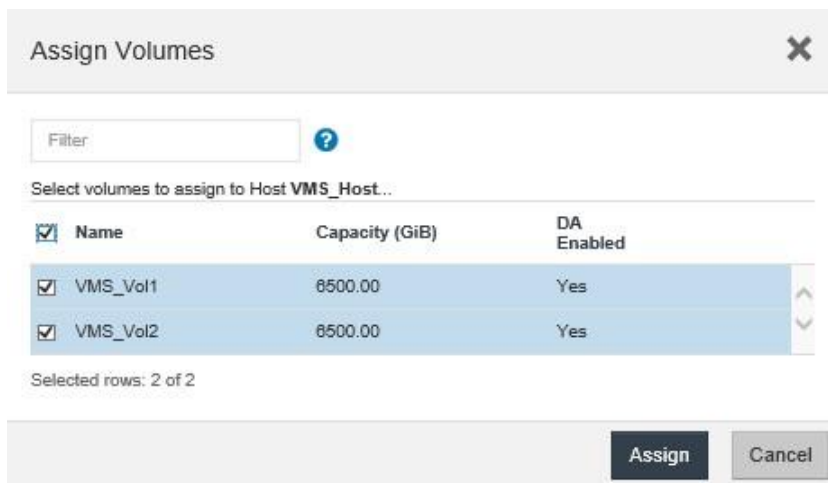 Assign Volumes
Filter
Select volumes to assign to Host VMS_Host...
Name Capacity (GiB) DA Enabled
VMS_Vol1 6500.00 Yes
VMS_Vol2 6500.00 Yes
Selected rows: 2 of 2
Assign Cancel